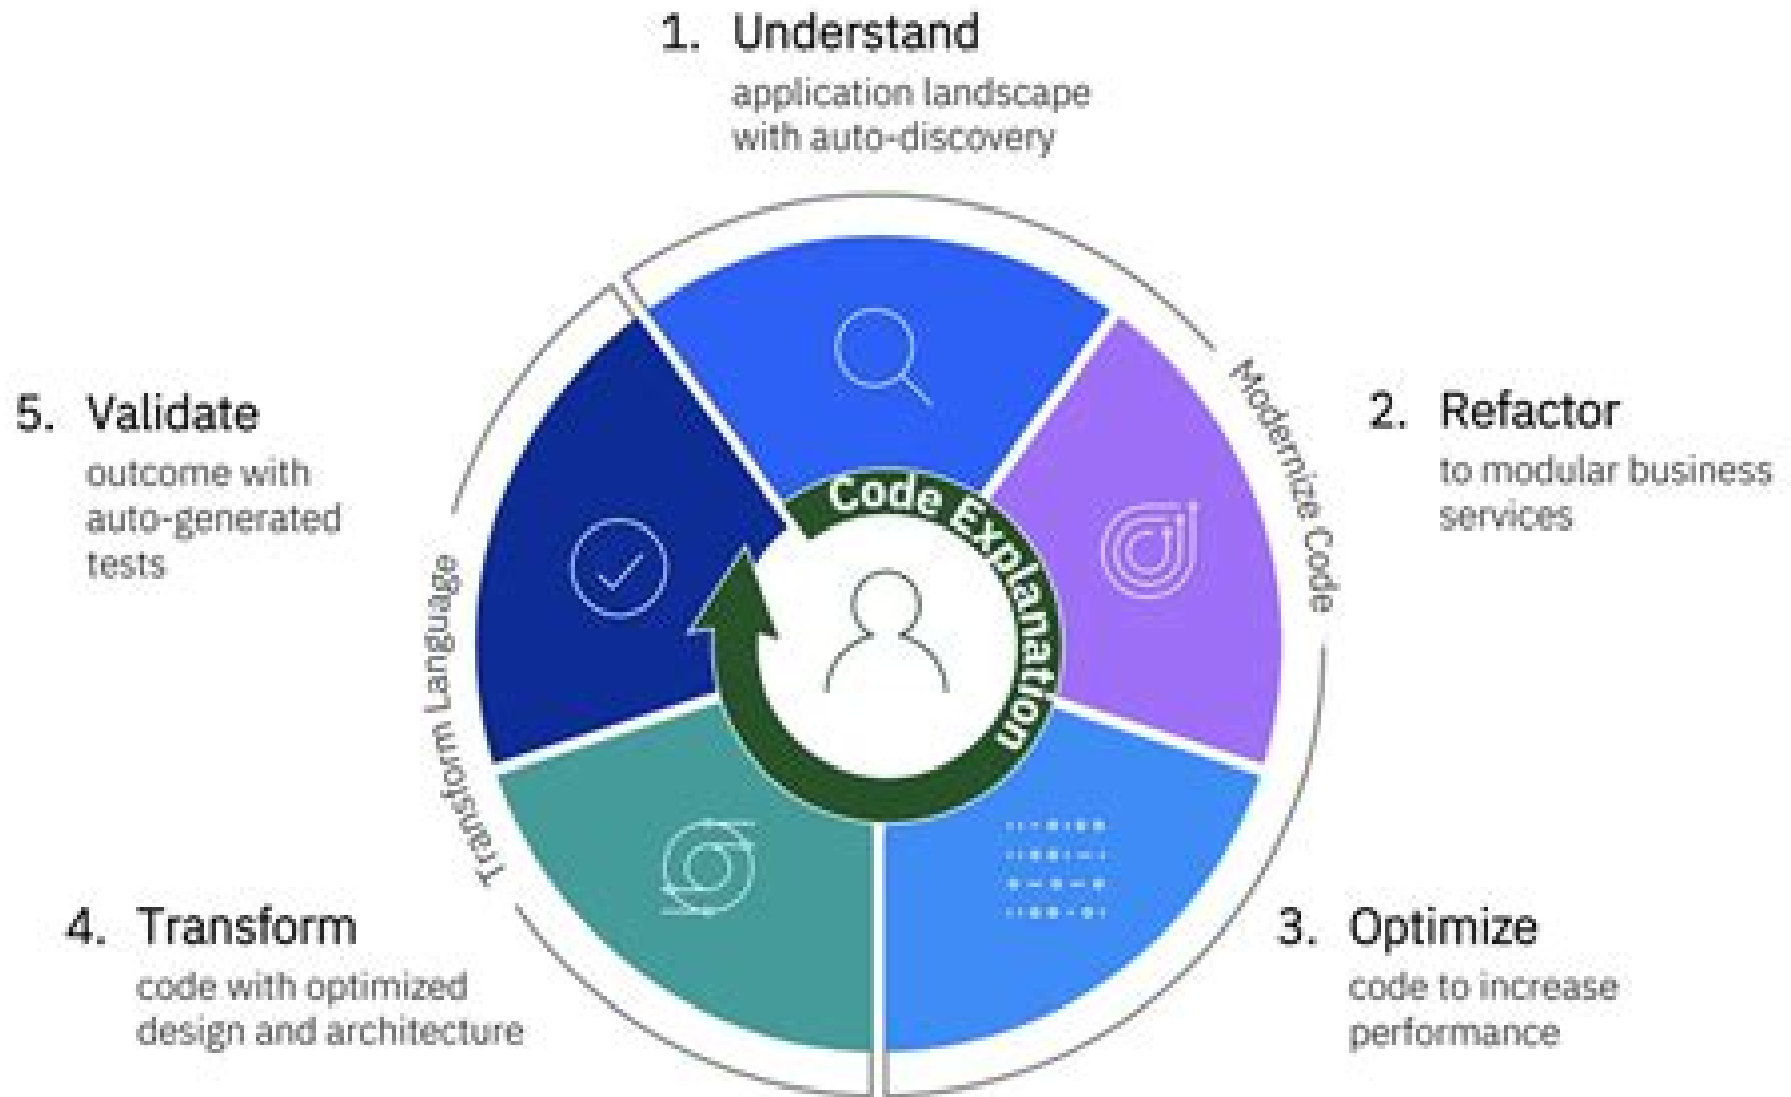 1. Understand
application landscape
with auto-discovery
2. Refactor
to modular business
services
3. Optimize
code to increase
performance
4. Transform
code with optimized
design and architecture
5. Validate
outcome with
auto-generated
tests
Modernize Code
Transform Language
Code Explanation